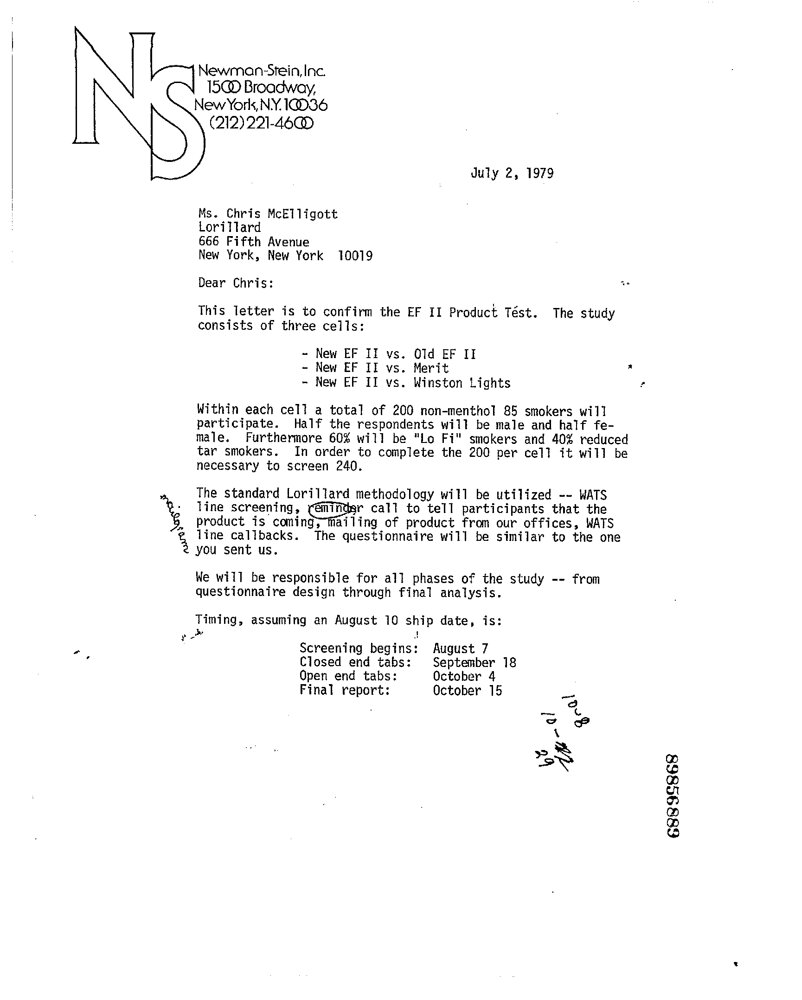 NS
Newman-Stein, Inc.
1500 Broadway,
New York, N.Y. 10036
(212) 221-4600
July 2, 1979
Ms. Chris McElligott
Lorillard
666 Fifth Avenue
New York, New York 10019
Dear Chris:
This letter is to confirm the EF II Product Test. The study
consists of three cells:
- New EF II vs. Old EF II
- New EF II vs. Merit
- New EF II vs. Winston Lights
Within each cell a total of 200 non-menthol 85 smokers will
participate. Half the respondents will be male and half fe-
male. Furthermore 60% will be "Lo Fi" smokers and 40% reduced
tar smokers. In order to complete the 200 per cell it will be
necessary to screen 240.
The standard Lorillard methodology will be utilized -- WATS
line screening, reminder call to tell participants that the
product is coming, mailing of product from our offices, WATS
line callbacks. The questionnaire will be similar to the one
you sent us.
We will be responsible for all phases of the study -- from
questionnaire design through final analysis.
Timing, assuming an August 10 ship date, is:
Screening begins: August 7
Closed end tabs: September 18
Open end tabs: October 4
Final report: October 15
10-8
10-
29
89856889